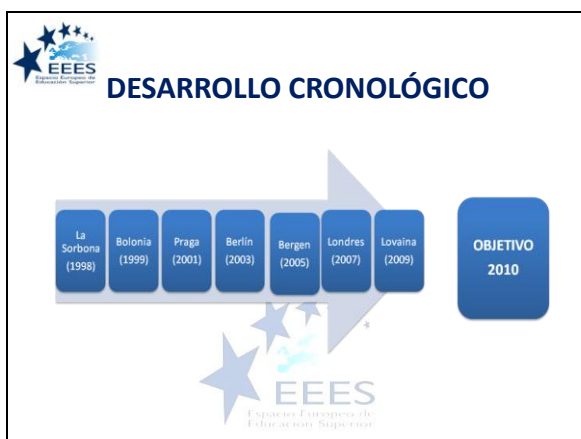 EEES
Espacio Europeo de
Educación Superior
DESARROLLO CRONOLÓGICO
La
Sorbona
(1998)
Bolonia
(1999)
Praga
(2001)
Berlín
(2003)
Bergen
(2005)
Londres
(2007)
Lovaina
(2009)
OBJETIVO
2010
EEES
Espacio Europeo de
Educación Superior